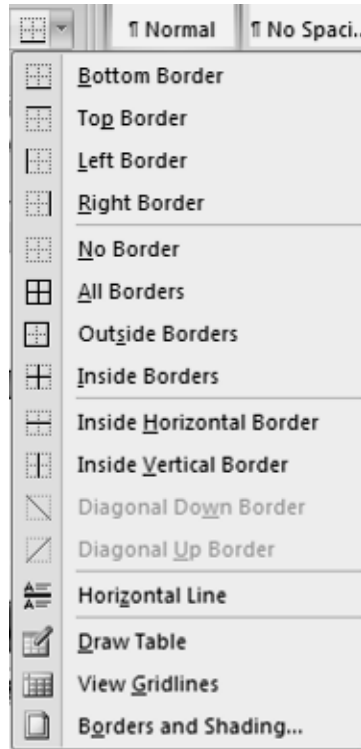 ¶ Normal ¶ No Spaci...
Bottom Border
Top Border
Left Border
Right Border
No Border
All Borders
Outside Borders
Inside Borders
Inside Horizontal Border
Inside Vertical Border
Diagonal Down Border
Diagonal Up Border
Horizontal Line
Draw Table
View Gridlines
Borders and Shading...